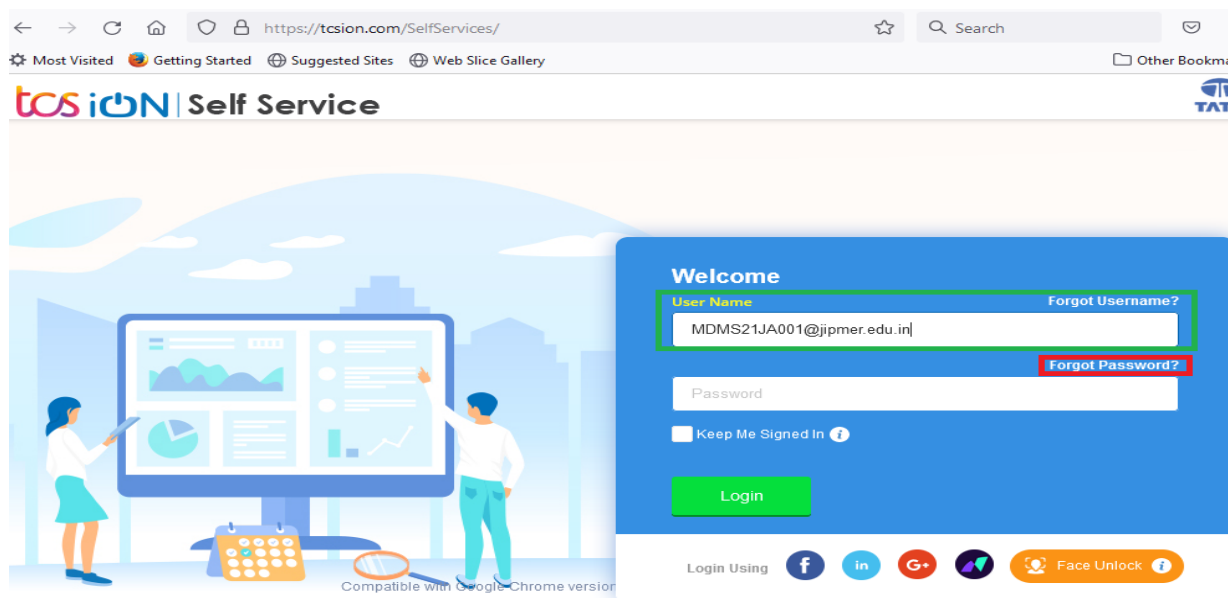 https://tcsion.com/SelfServices/
Search
Most Visited Getting Started Suggested Sites Web Slice Gallery Other Bookma
tcs iON | Self Service
TAT
Welcome
User Name Forgot Username?
MDMS21JA001@jipmer.edu.in
Forgot Password?
Password
Keep Me Signed In i
Login
Login Using f in G+ Face Unlock i
Compatible with Google Chrome version